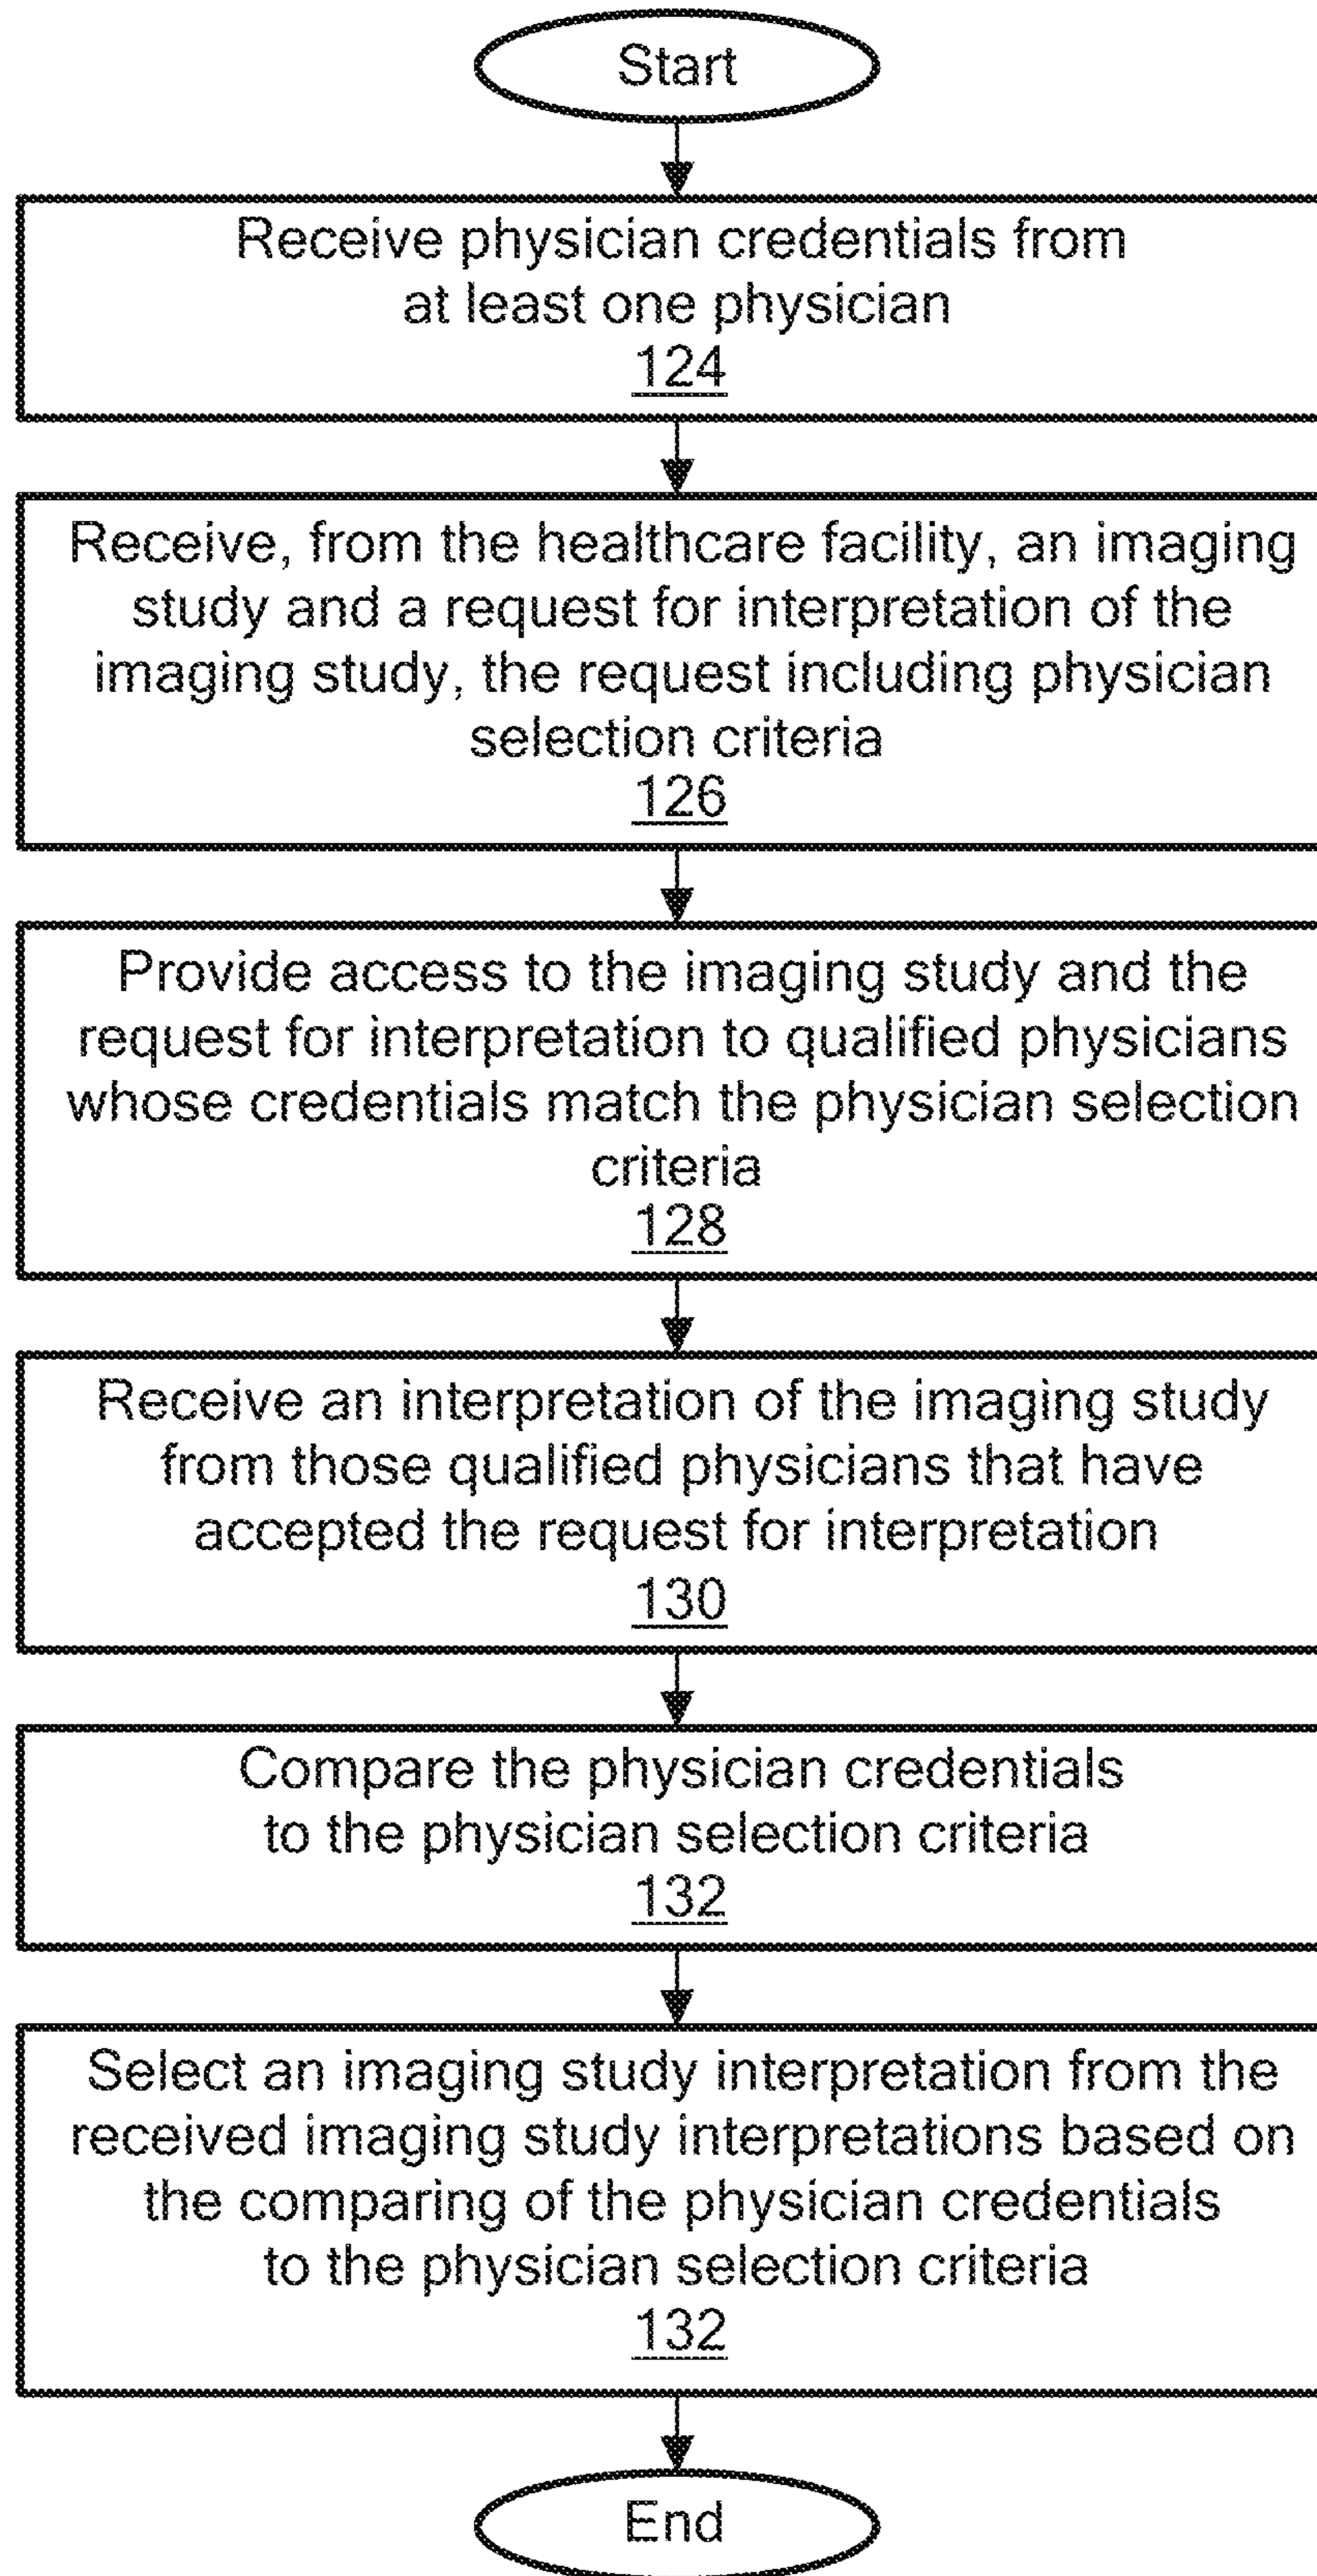 Start
Receive physician credentials from
at least one physician
124
Receive, from the healthcare facility, an imaging
study and a request for interpretation of the
imaging study, the request including physician
selection criteria
126
Provide access to the imaging study and the
request for interpretation to qualified physicians
whose credentials match the physician selection
criteria
128
Receive an interpretation of the imaging study
from those qualified physicians that have
accepted the request for interpretation
130
Compare the physician credentials
to the physician selection criteria
132
Select an imaging study interpretation from the
received imaging study interpretations based on
the comparing of the physician credentials
to the physician selection criteria
132
End